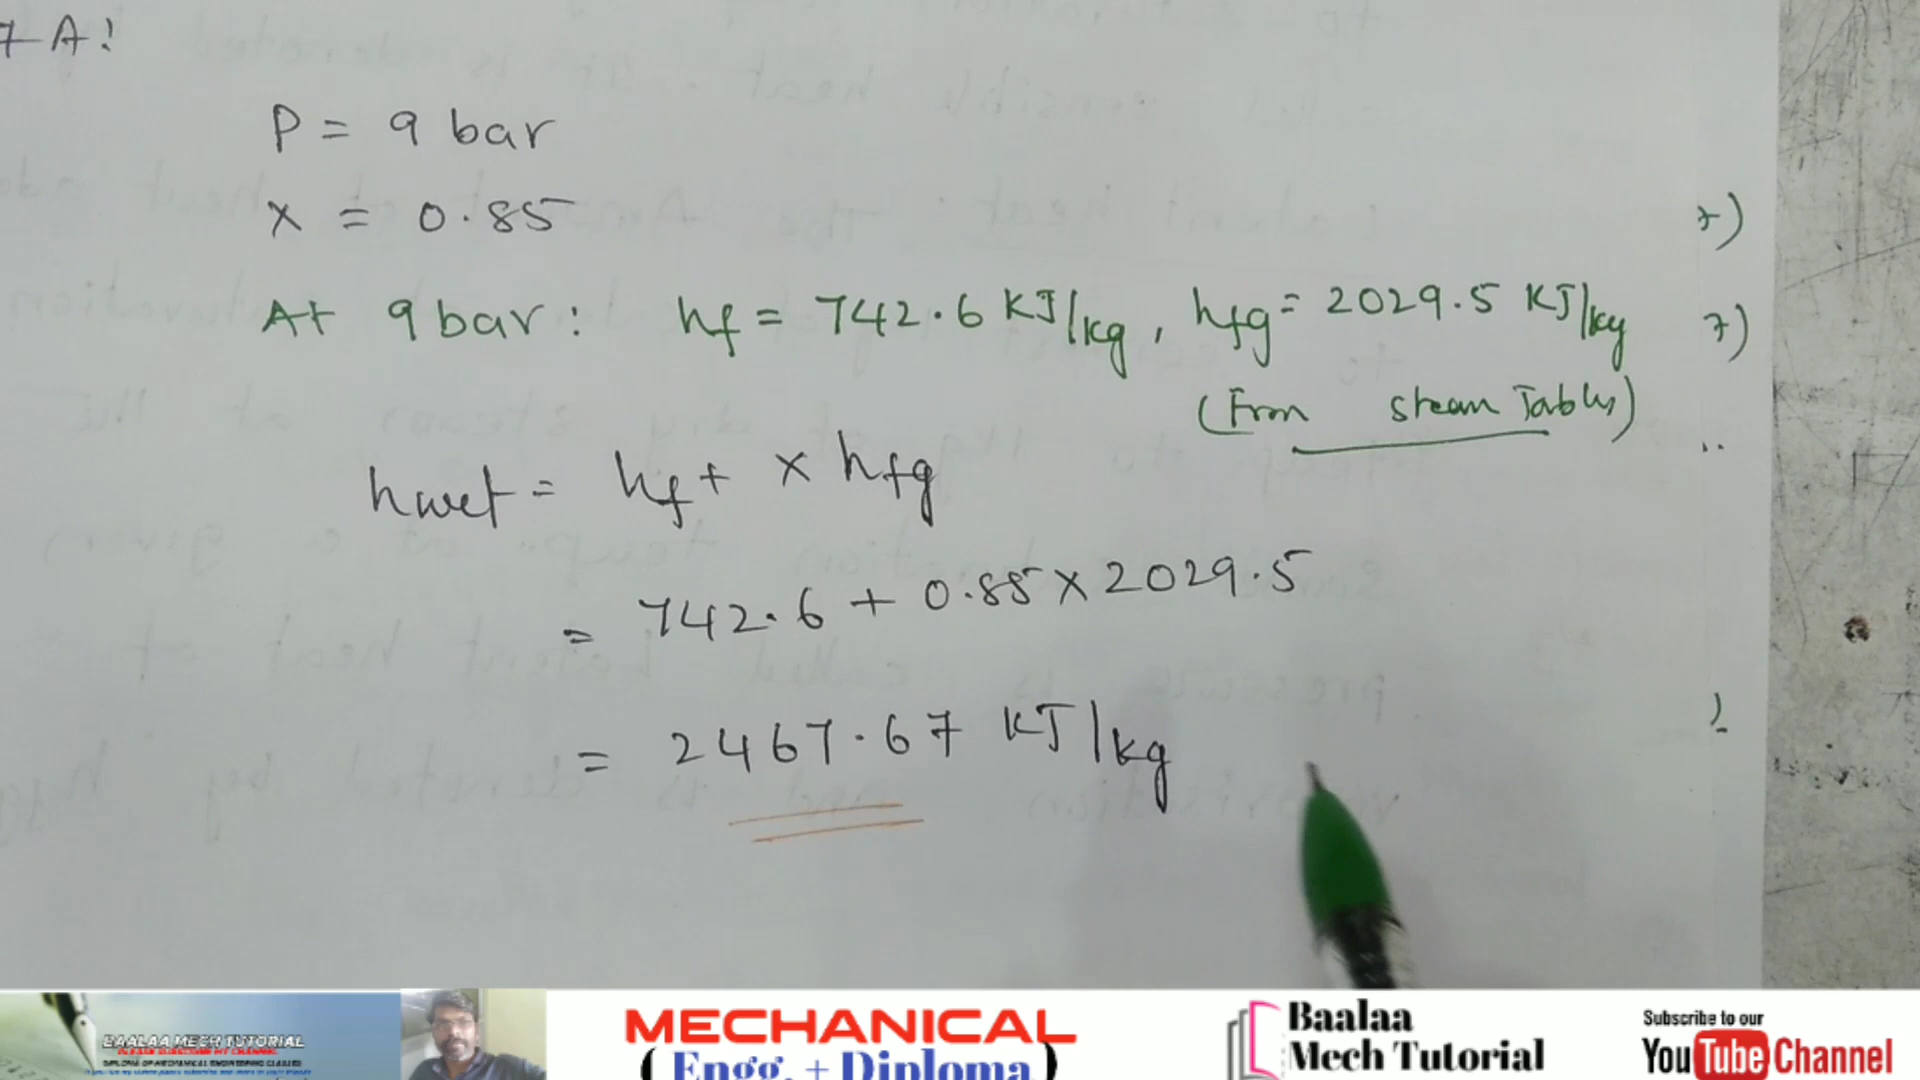 7 A!
P = 9 bar
x = 0.85
At 9 bar: hf = 742.6 KJ/kg, hfg = 2029.5 KJ/kg
(From steam Tables)
hwet = hf + x hfg
= 742.6 + 0.85 x 2029.5
= 2467.67 KJ/kg
BAALAA MECH TUTORIAL
MECHANICAL
( Engg. + Diploma )
Baalaa
Mech Tutorial
Subscribe to our
YouTube Channel